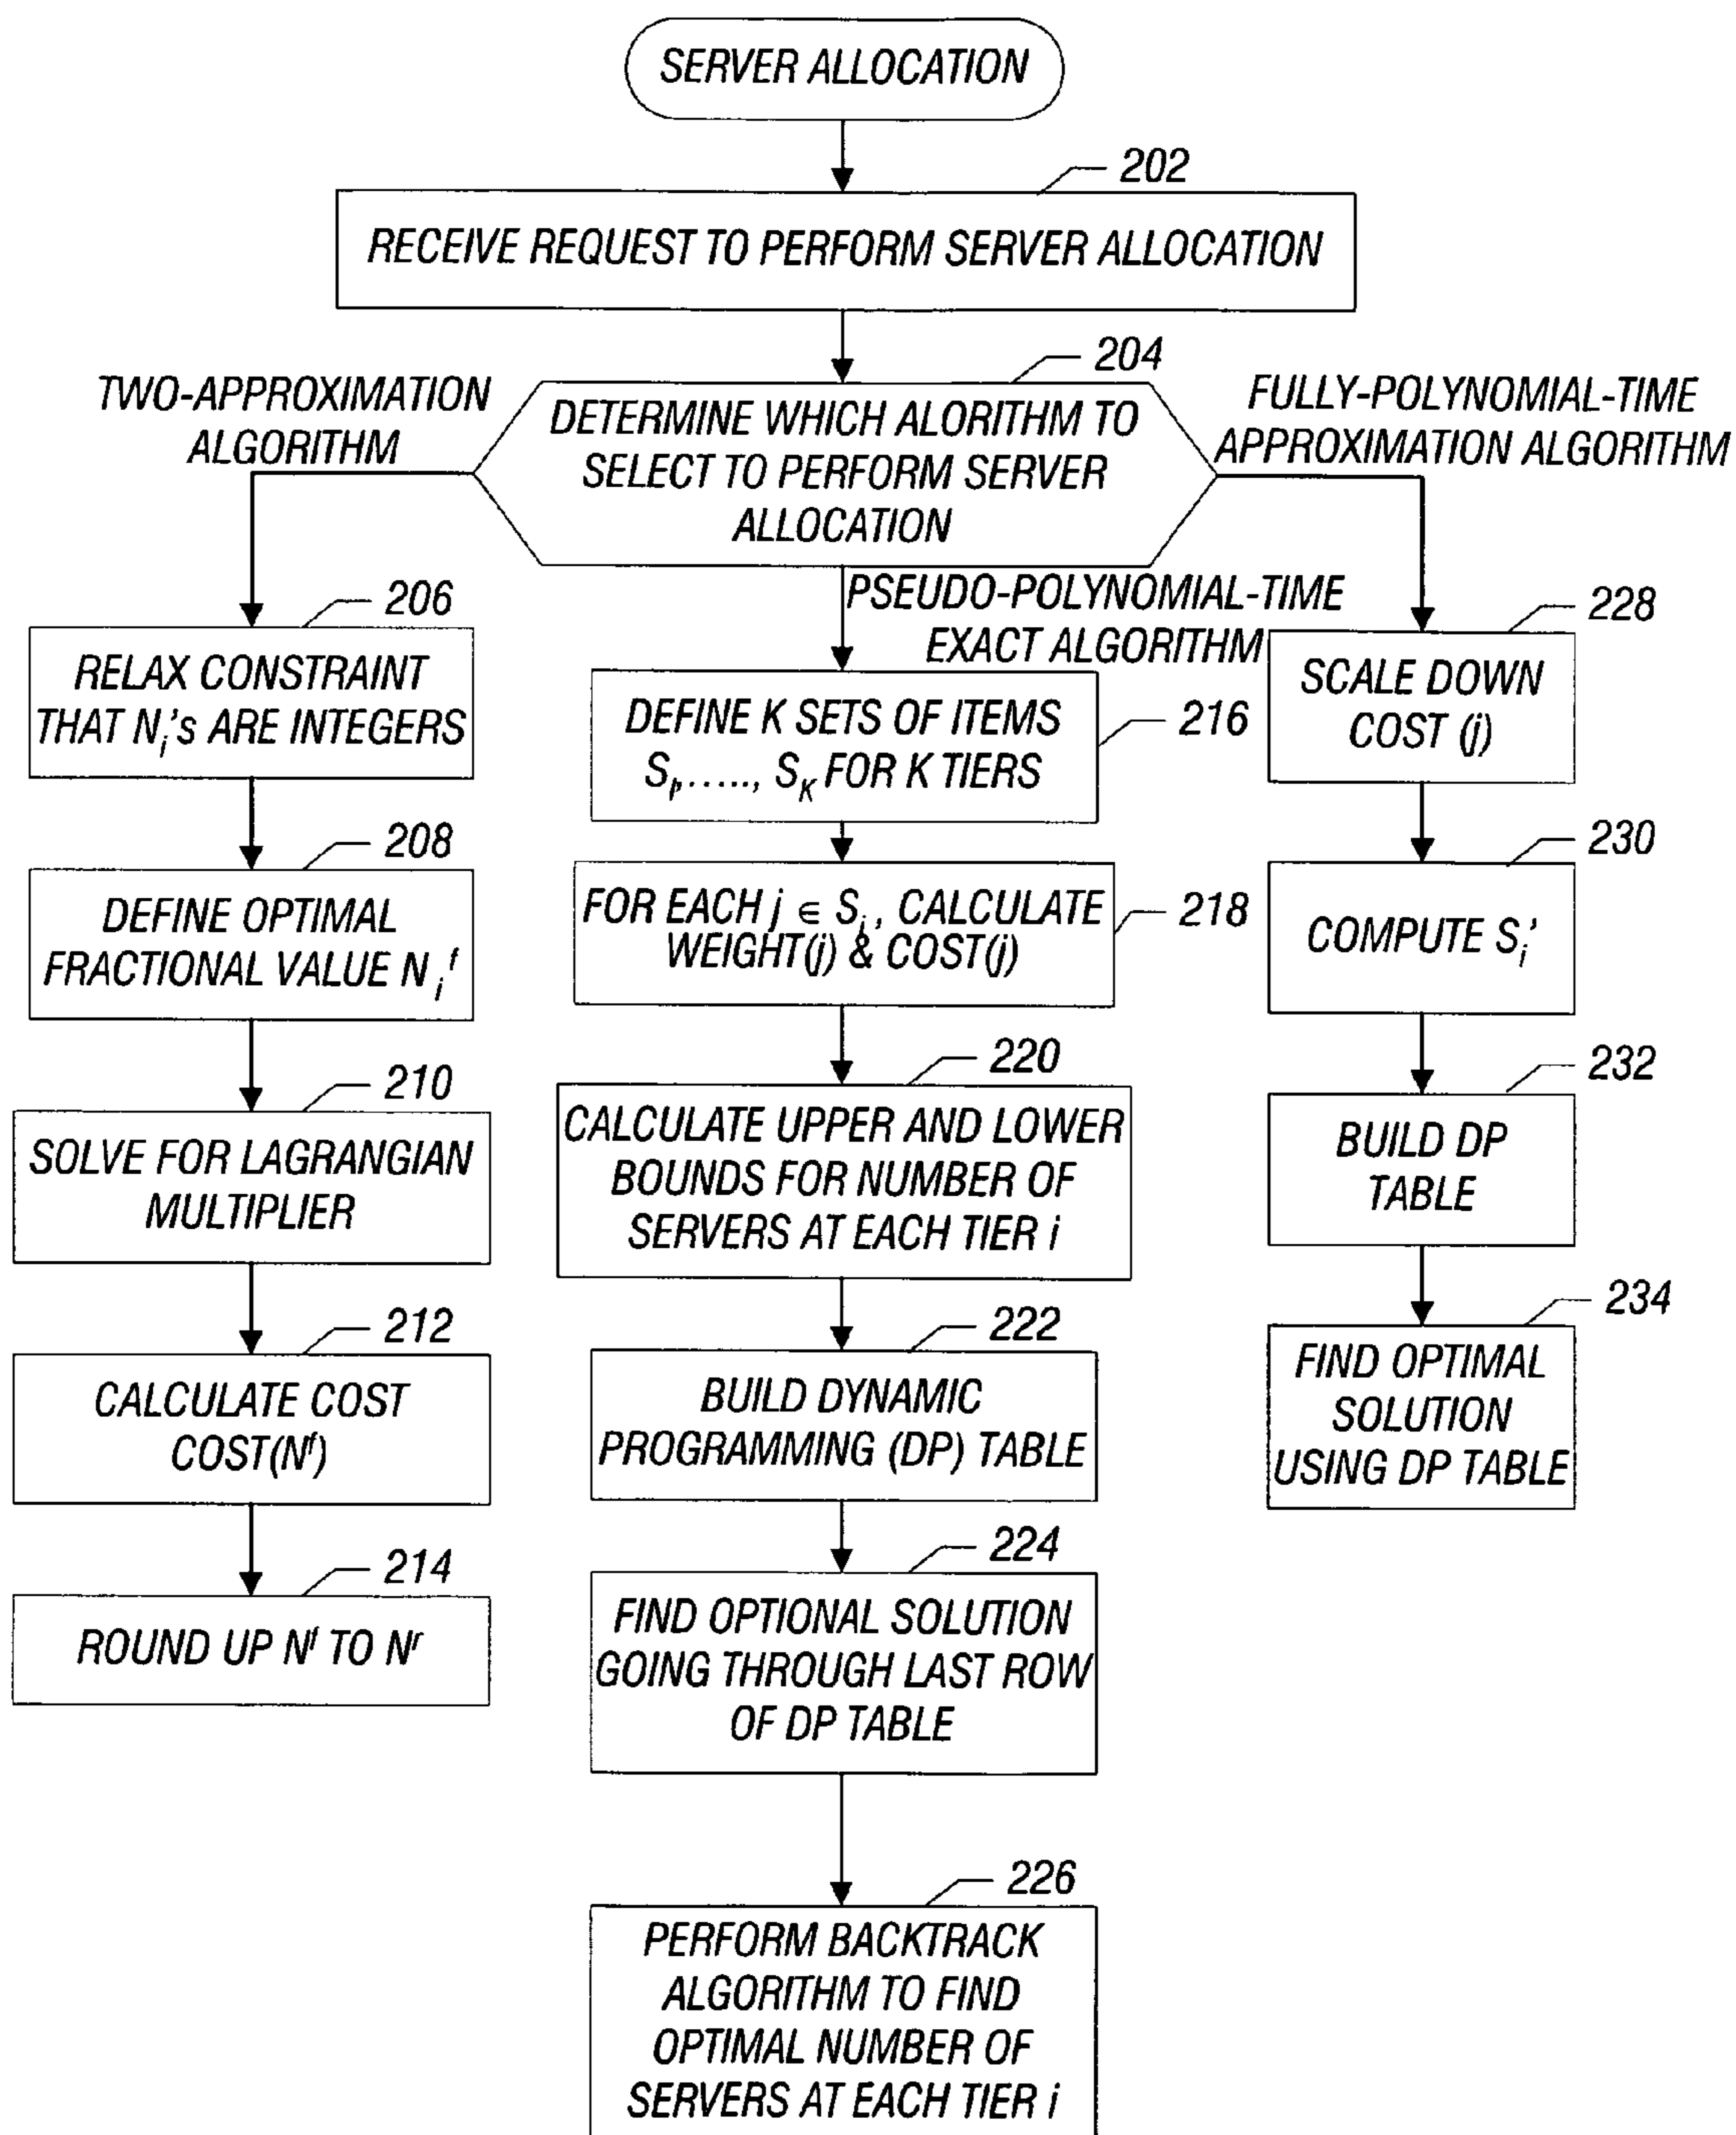 SERVER ALLOCATION
202
RECEIVE REQUEST TO PERFORM SERVER ALLOCATION
204
TWO-APPROXIMATION
ALGORITHM
DETERMINE WHICH ALORITHM TO
SELECT TO PERFORM SERVER
ALLOCATION
FULLY-POLYNOMIAL-TIME
APPROXIMATION ALGORITHM
PSEUDO-POLYNOMIAL-TIME
EXACT ALGORITHM
206
RELAX CONSTRAINT
THAT Nᵢ's ARE INTEGERS
208
DEFINE OPTIMAL
FRACTIONAL VALUE Nᵢᶠ
210
SOLVE FOR LAGRANGIAN
MULTIPLIER
212
CALCULATE COST
COST(Nᶠ)
214
ROUND UP Nᶠ TO Nʳ
216
DEFINE K SETS OF ITEMS
S₁,....., S_K FOR K TIERS
218
FOR EACH j ∈ Sᵢ, CALCULATE
WEIGHT(j) & COST(j)
220
CALCULATE UPPER AND LOWER
BOUNDS FOR NUMBER OF
SERVERS AT EACH TIER i
222
BUILD DYNAMIC
PROGRAMMING (DP) TABLE
224
FIND OPTIONAL SOLUTION
GOING THROUGH LAST ROW
OF DP TABLE
226
PERFORM BACKTRACK
ALGORITHM TO FIND
OPTIMAL NUMBER OF
SERVERS AT EACH TIER i
228
SCALE DOWN
COST (j)
230
COMPUTE Sᵢ'
232
BUILD DP
TABLE
234
FIND OPTIMAL
SOLUTION
USING DP TABLE